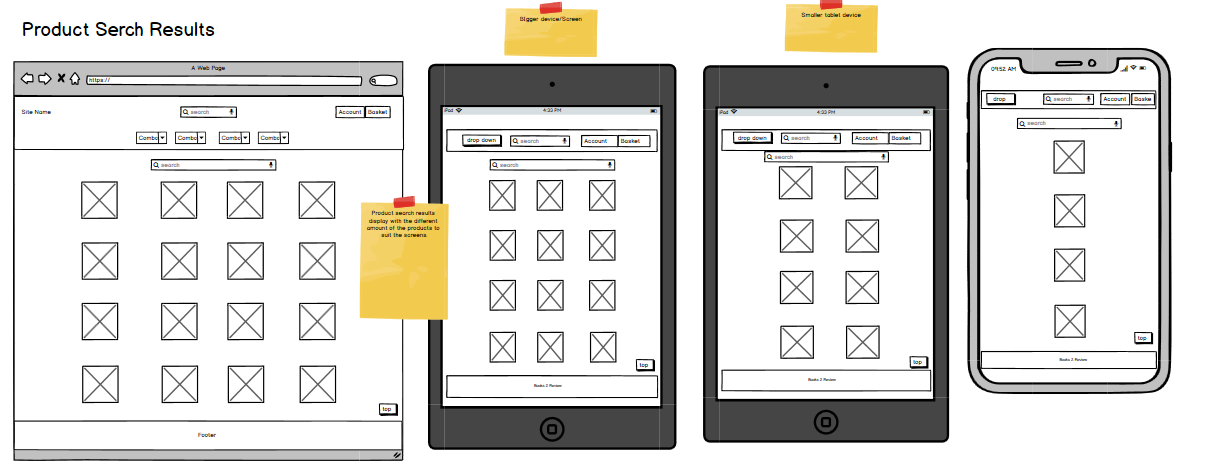 Product Serch Results
A Web Page
https://
Site Name
search
Account
Basket
Combo
Combo
Combo
Combo
search
top
Footer
Product search results
display with the different
amount of the products to
suit the screens
Bigger device/Screen
iPad
4:33 PM
drop down
search
Account
Basket
search
top
Books 2 Review
Smaller tablet device
iPad
4:33 PM
drop down
search
Account
Basket
search
top
Books 2 Review
09:52 AM
drop
search
Account
Baske
search
top
Books 2 Review